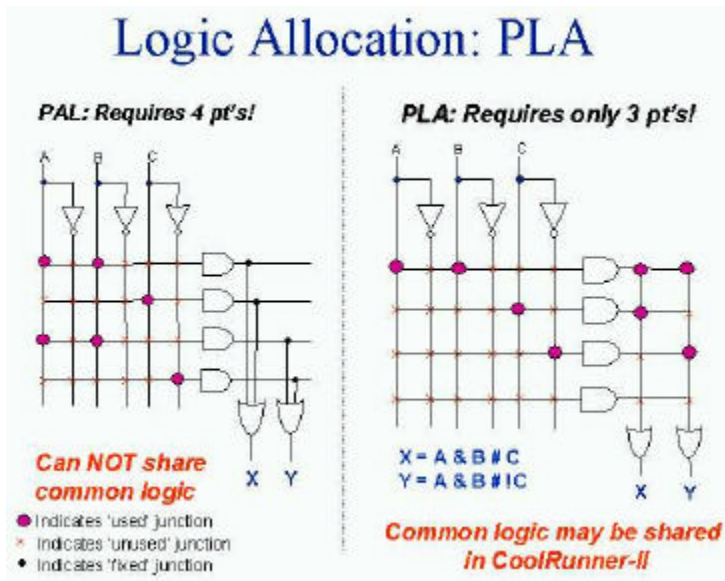 Logic Allocation: PLA
PAL: Requires 4 pt's!
A B C
X Y
Can NOT share
common logic
Indicates 'used' junction
Indicates 'unused' junction
Indicates 'fixed' junction
PLA: Requires only 3 pt's!
A B C
X = A & B # C
Y = A & B # !C
X Y
Common logic may be shared
in CoolRunner-II